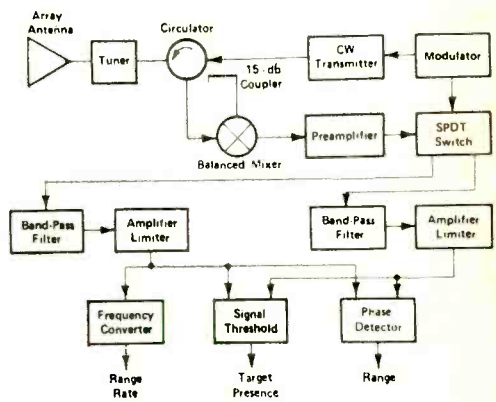 Array
Antenna
Tuner
Circulator
15-db
Coupler
CW
Transmitter
Modulator
Balanced Mixer
Preamplifier
SPDT
Switch
Band-Pass
Filter
Amplifier
Limiter
Band-Pass
Filter
Amplifier
Limiter
Frequency
Converter
Signal
Threshold
Phase
Detector
Range
Rate
Target
Presence
Range